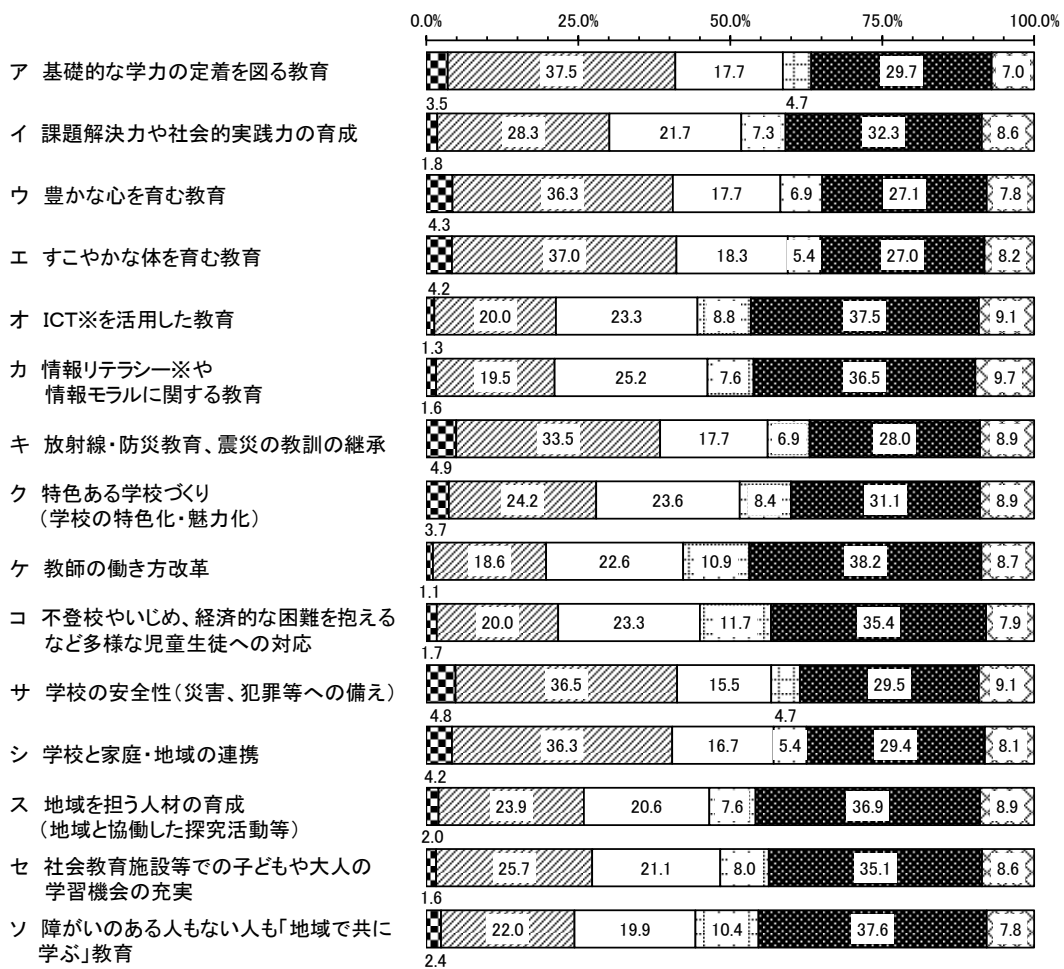 0.0% 25.0% 50.0% 75.0% 100.0%
ア 基礎的な学力の定着を図る教育 37.5 17.7 29.7 7.0
3.5 4.7
イ 課題解決力や社会的実践力の育成 28.3 21.7 7.3 32.3 8.6
1.8
ウ 豊かな心を育む教育 36.3 17.7 6.9 27.1 7.8
4.3
エ すこやかな体を育む教育 37.0 18.3 5.4 27.0 8.2
4.2
オ ICT※を活用した教育 20.0 23.3 8.8 37.5 9.1
1.3
カ 情報リテラシー※や
情報モラルに関する教育 19.5 25.2 7.6 36.5 9.7
1.6
キ 放射線・防災教育、震災の教訓の継承 33.5 17.7 6.9 28.0 8.9
4.9
ク 特色ある学校づくり
(学校の特色化・魅力化) 24.2 23.6 8.4 31.1 8.9
3.7
ケ 教師の働き方改革 18.6 22.6 10.9 38.2 8.7
1.1
コ 不登校やいじめ、経済的な困難を抱える
など多様な児童生徒への対応 20.0 23.3 11.7 35.4 7.9
1.7
サ 学校の安全性(災害、犯罪等への備え) 36.5 15.5 29.5 9.1
4.8 4.7
シ 学校と家庭・地域の連携 36.3 16.7 5.4 29.4 8.1
4.2
ス 地域を担う人材の育成
(地域と協働した探究活動等) 23.9 20.6 7.6 36.9 8.9
2.0
セ 社会教育施設等での子どもや大人の
学習機会の充実 25.7 21.1 8.0 35.1 8.6
1.6
ソ 障がいのある人もない人も「地域で共に
学ぶ」教育 22.0 19.9 10.4 37.6 7.8
2.4